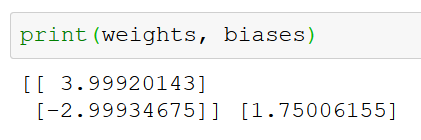 print(weights, biases)
[[ 3.99920143]
 [-2.99934675]] [1.75006155]